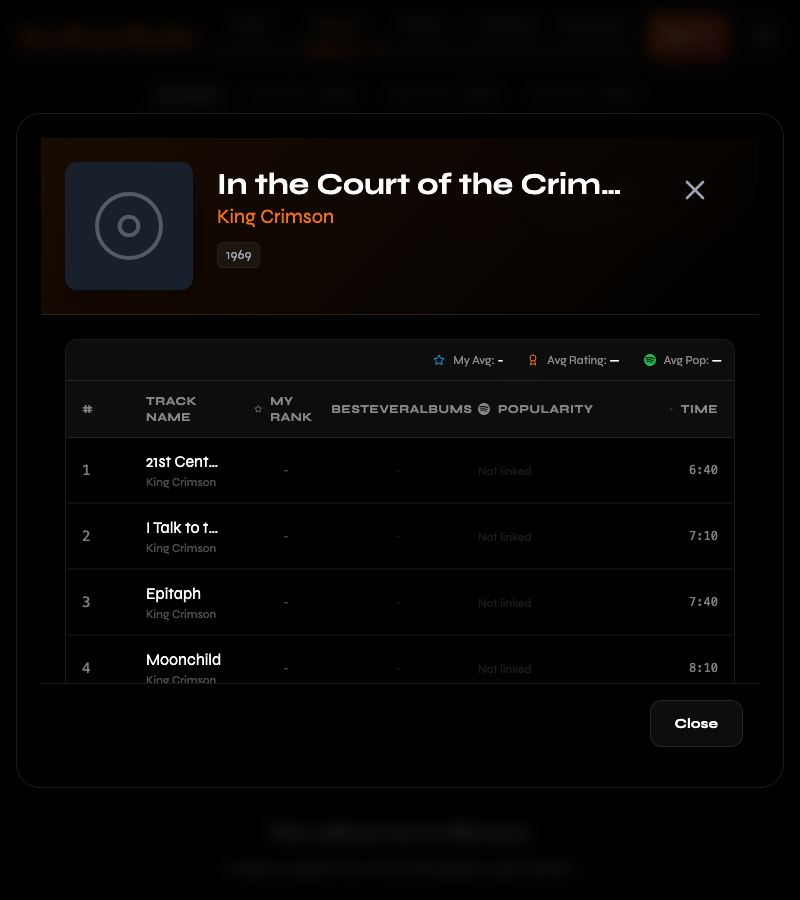 In the Court of the Crim...
King Crimson
1969
My Avg: - Avg Rating: — Avg Pop: —
# TRACK NAME MY RANK BESTEVERALBUMS POPULARITY TIME
1 21st Cent... - - Not linked 6:40
King Crimson
2 I Talk to t... - - Not linked 7:10
King Crimson
3 Epitaph - - Not linked 7:40
King Crimson
4 Moonchild - - Not linked 8:10
King Crimson
Close